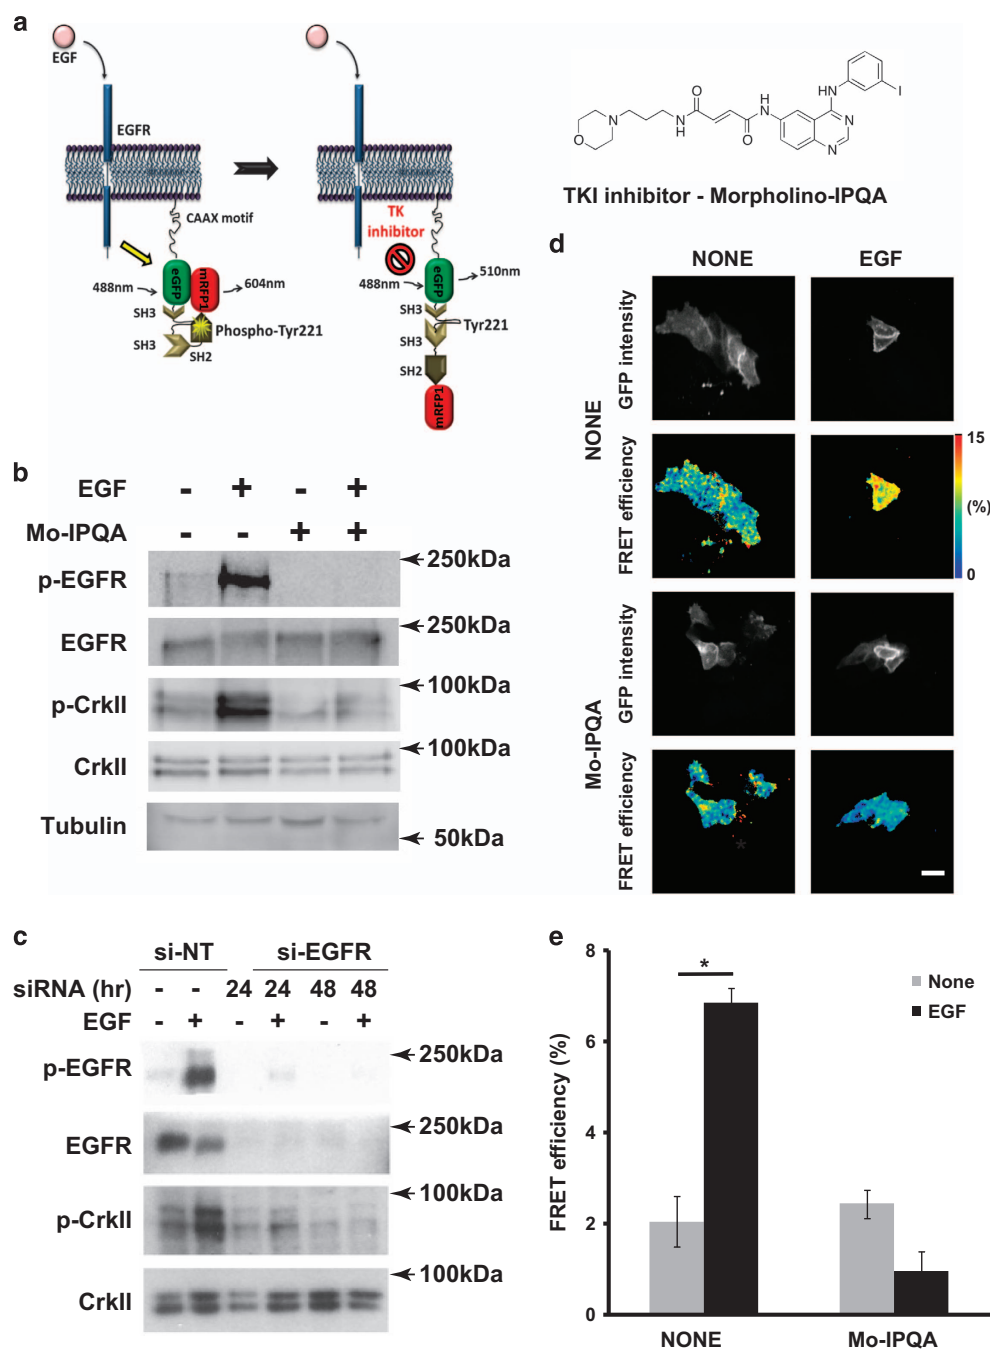 a
EGF
EGFR
CAAX motif
TK
inhibitor
eGFP
mRFP1
488nm
604nm
SH3
Phospho-Tyr221
SH3
SH2
488nm
eGFP
510nm
SH3
Tyr221
SH3
SH2
mRFP1
O
N
NH
O
O
HN
HN
I
N
N
TKI inhibitor - Morpholino-IPQA
b
EGF - + - +
Mo-IPQA - - + +
p-EGFR
250kDa
EGFR
250kDa
p-CrkII
100kDa
CrkII
100kDa
Tubulin
50kDa
c
si-NT si-EGFR
siRNA (hr) - - 24 24 48 48
EGF - + - + - +
p-EGFR
250kDa
EGFR
250kDa
p-CrkII
100kDa
CrkII
100kDa
d
NONE EGF
NONE
GFP intensity
FRET efficiency
15
(%)
0
Mo-IPQA
GFP intensity
FRET efficiency
*
e
FRET efficiency (%)
8
6
4
2
0
*
None
EGF
NONE Mo-IPQA